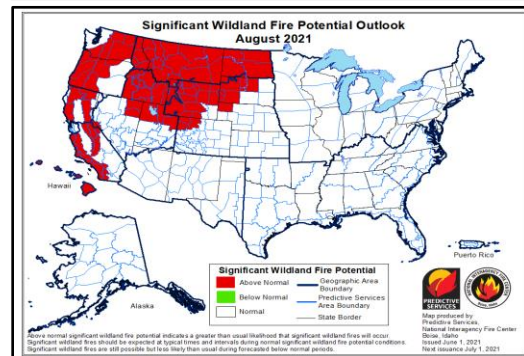 Significant Wildland Fire Potential Outlook
August 2021
Hawaii
Alaska
Puerto Rico
Significant Wildland Fire Potential
Above Normal
Below Normal
Normal
Geographic Area
Boundary
Predictive Services
Area Boundary
State Border
PREDICTIVE
SERVICES
Map produced by
Predictive Services,
National Interagency Fire Center
Boise, Idaho
Issued June 1, 2021
Next issuance July 1, 2021
Above normal significant wildland fire potential indicates a greater than usual likelihood that significant wildland fires will occur.
Significant wildland fires should be expected at typical times and intervals during normal significant wildland fire potential conditions.
Significant wildland fires are still possible but less likely than usual during forecasted below normal periods.